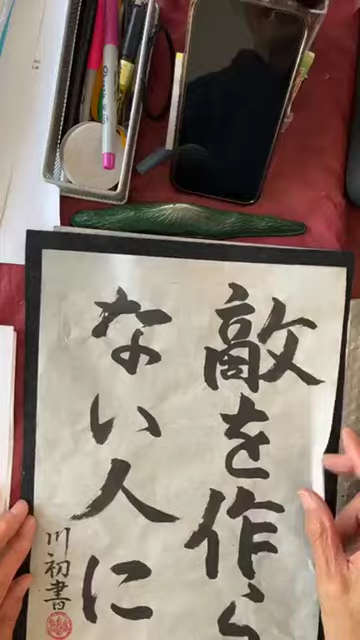 敵を作ら
ない人に
川初書